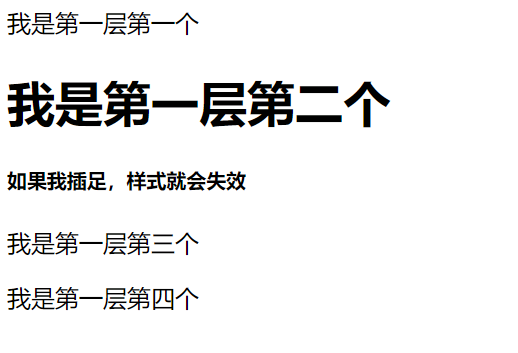 我是第一层第一个
我是第一层第二个
如果我插足，样式就会失效
我是第一层第三个
我是第一层第四个